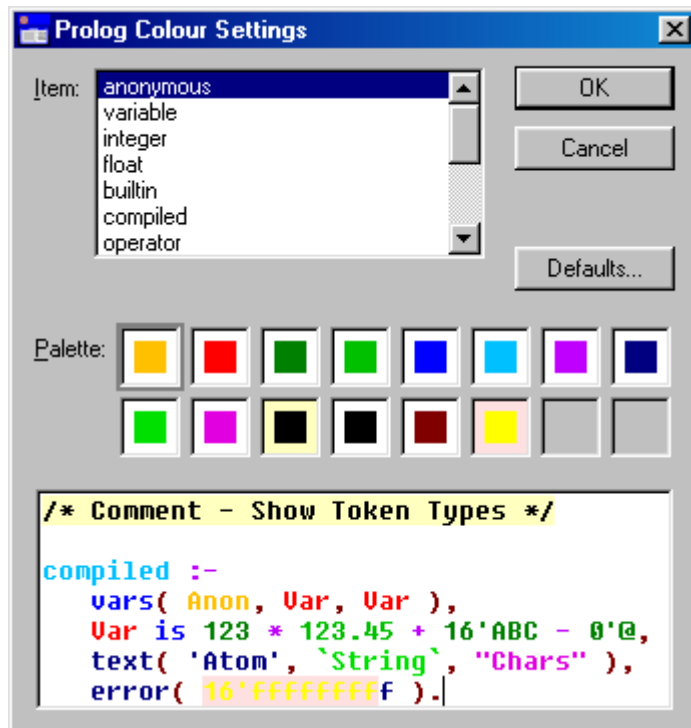 Prolog Colour Settings
Item:
anonymous
variable
integer
float
builtin
compiled
operator
OK
Cancel
Defaults...
Palette:
/* Comment - Show Token Types */
compiled :-
vars( Anon, Var, Var ),
Var is 123 * 123.45 + 16'ABC - 0'@,
text( 'Atom', `String`, "Chars" ),
error( 16'fffffffff ).